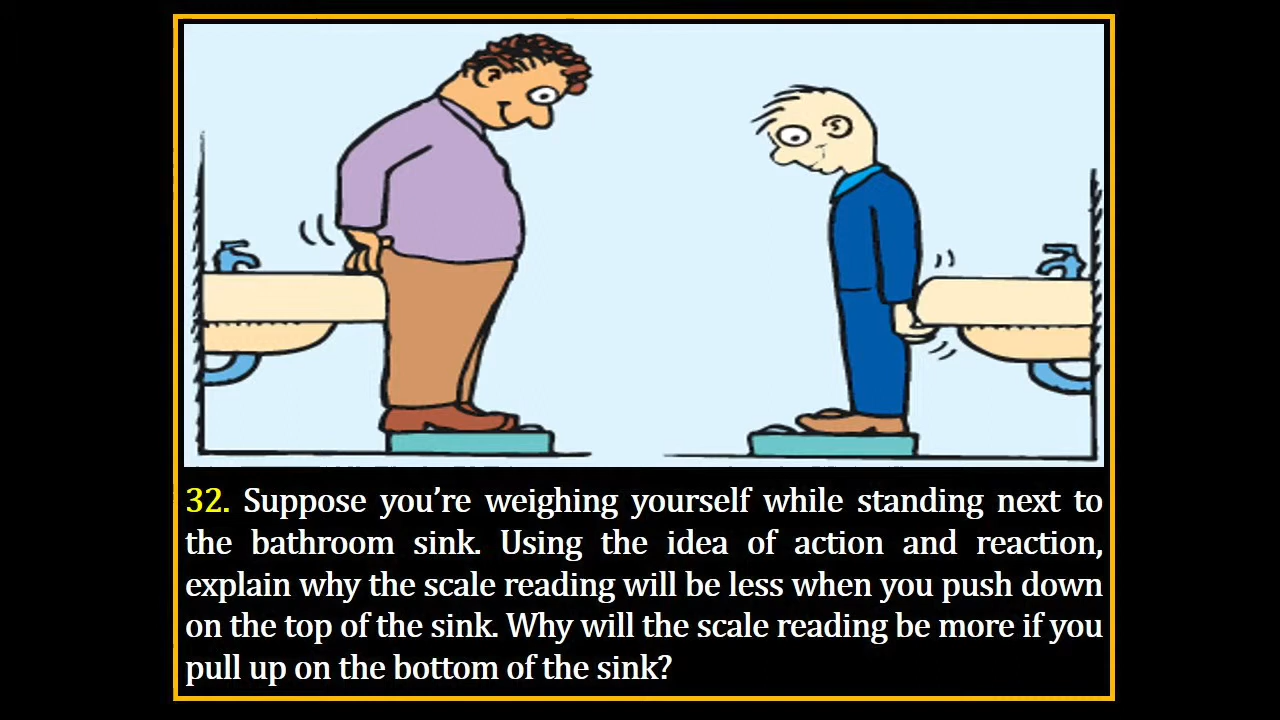 32. Suppose you’re weighing yourself while standing next to
the bathroom sink. Using the idea of action and reaction,
explain why the scale reading will be less when you push down
on the top of the sink. Why will the scale reading be more if you
pull up on the bottom of the sink?